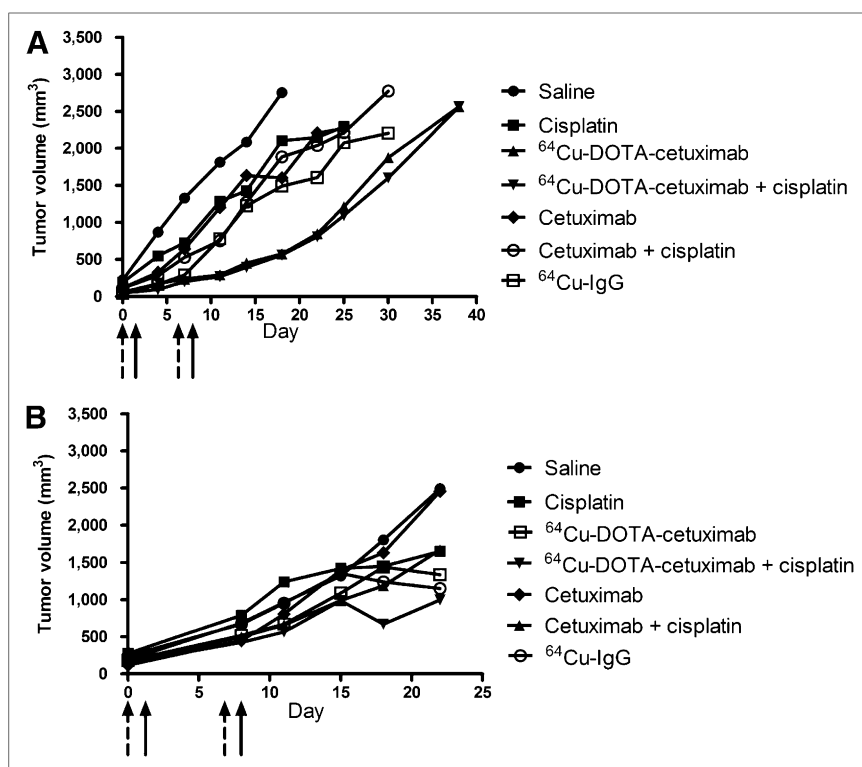 A
3,500
3,000
2,500
2,000
1,500
1,000
500
0
Tumor volume (mm³)
0 5 10 15 20 25 30 35 40
Day
Saline
Cisplatin
⁶⁴Cu-DOTA-cetuximab
⁶⁴Cu-DOTA-cetuximab + cisplatin
Cetuximab
Cetuximab + cisplatin
⁶⁴Cu-IgG
B
3,500
3,000
2,500
2,000
1,500
1,000
500
0
Tumor volume (mm³)
0 5 10 15 20 25
Day
Saline
Cisplatin
⁶⁴Cu-DOTA-cetuximab
⁶⁴Cu-DOTA-cetuximab + cisplatin
Cetuximab
Cetuximab + cisplatin
⁶⁴Cu-IgG